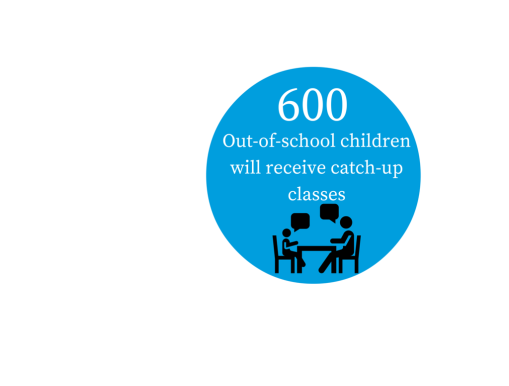 600
Out-of-school children
will receive catch-up
classes